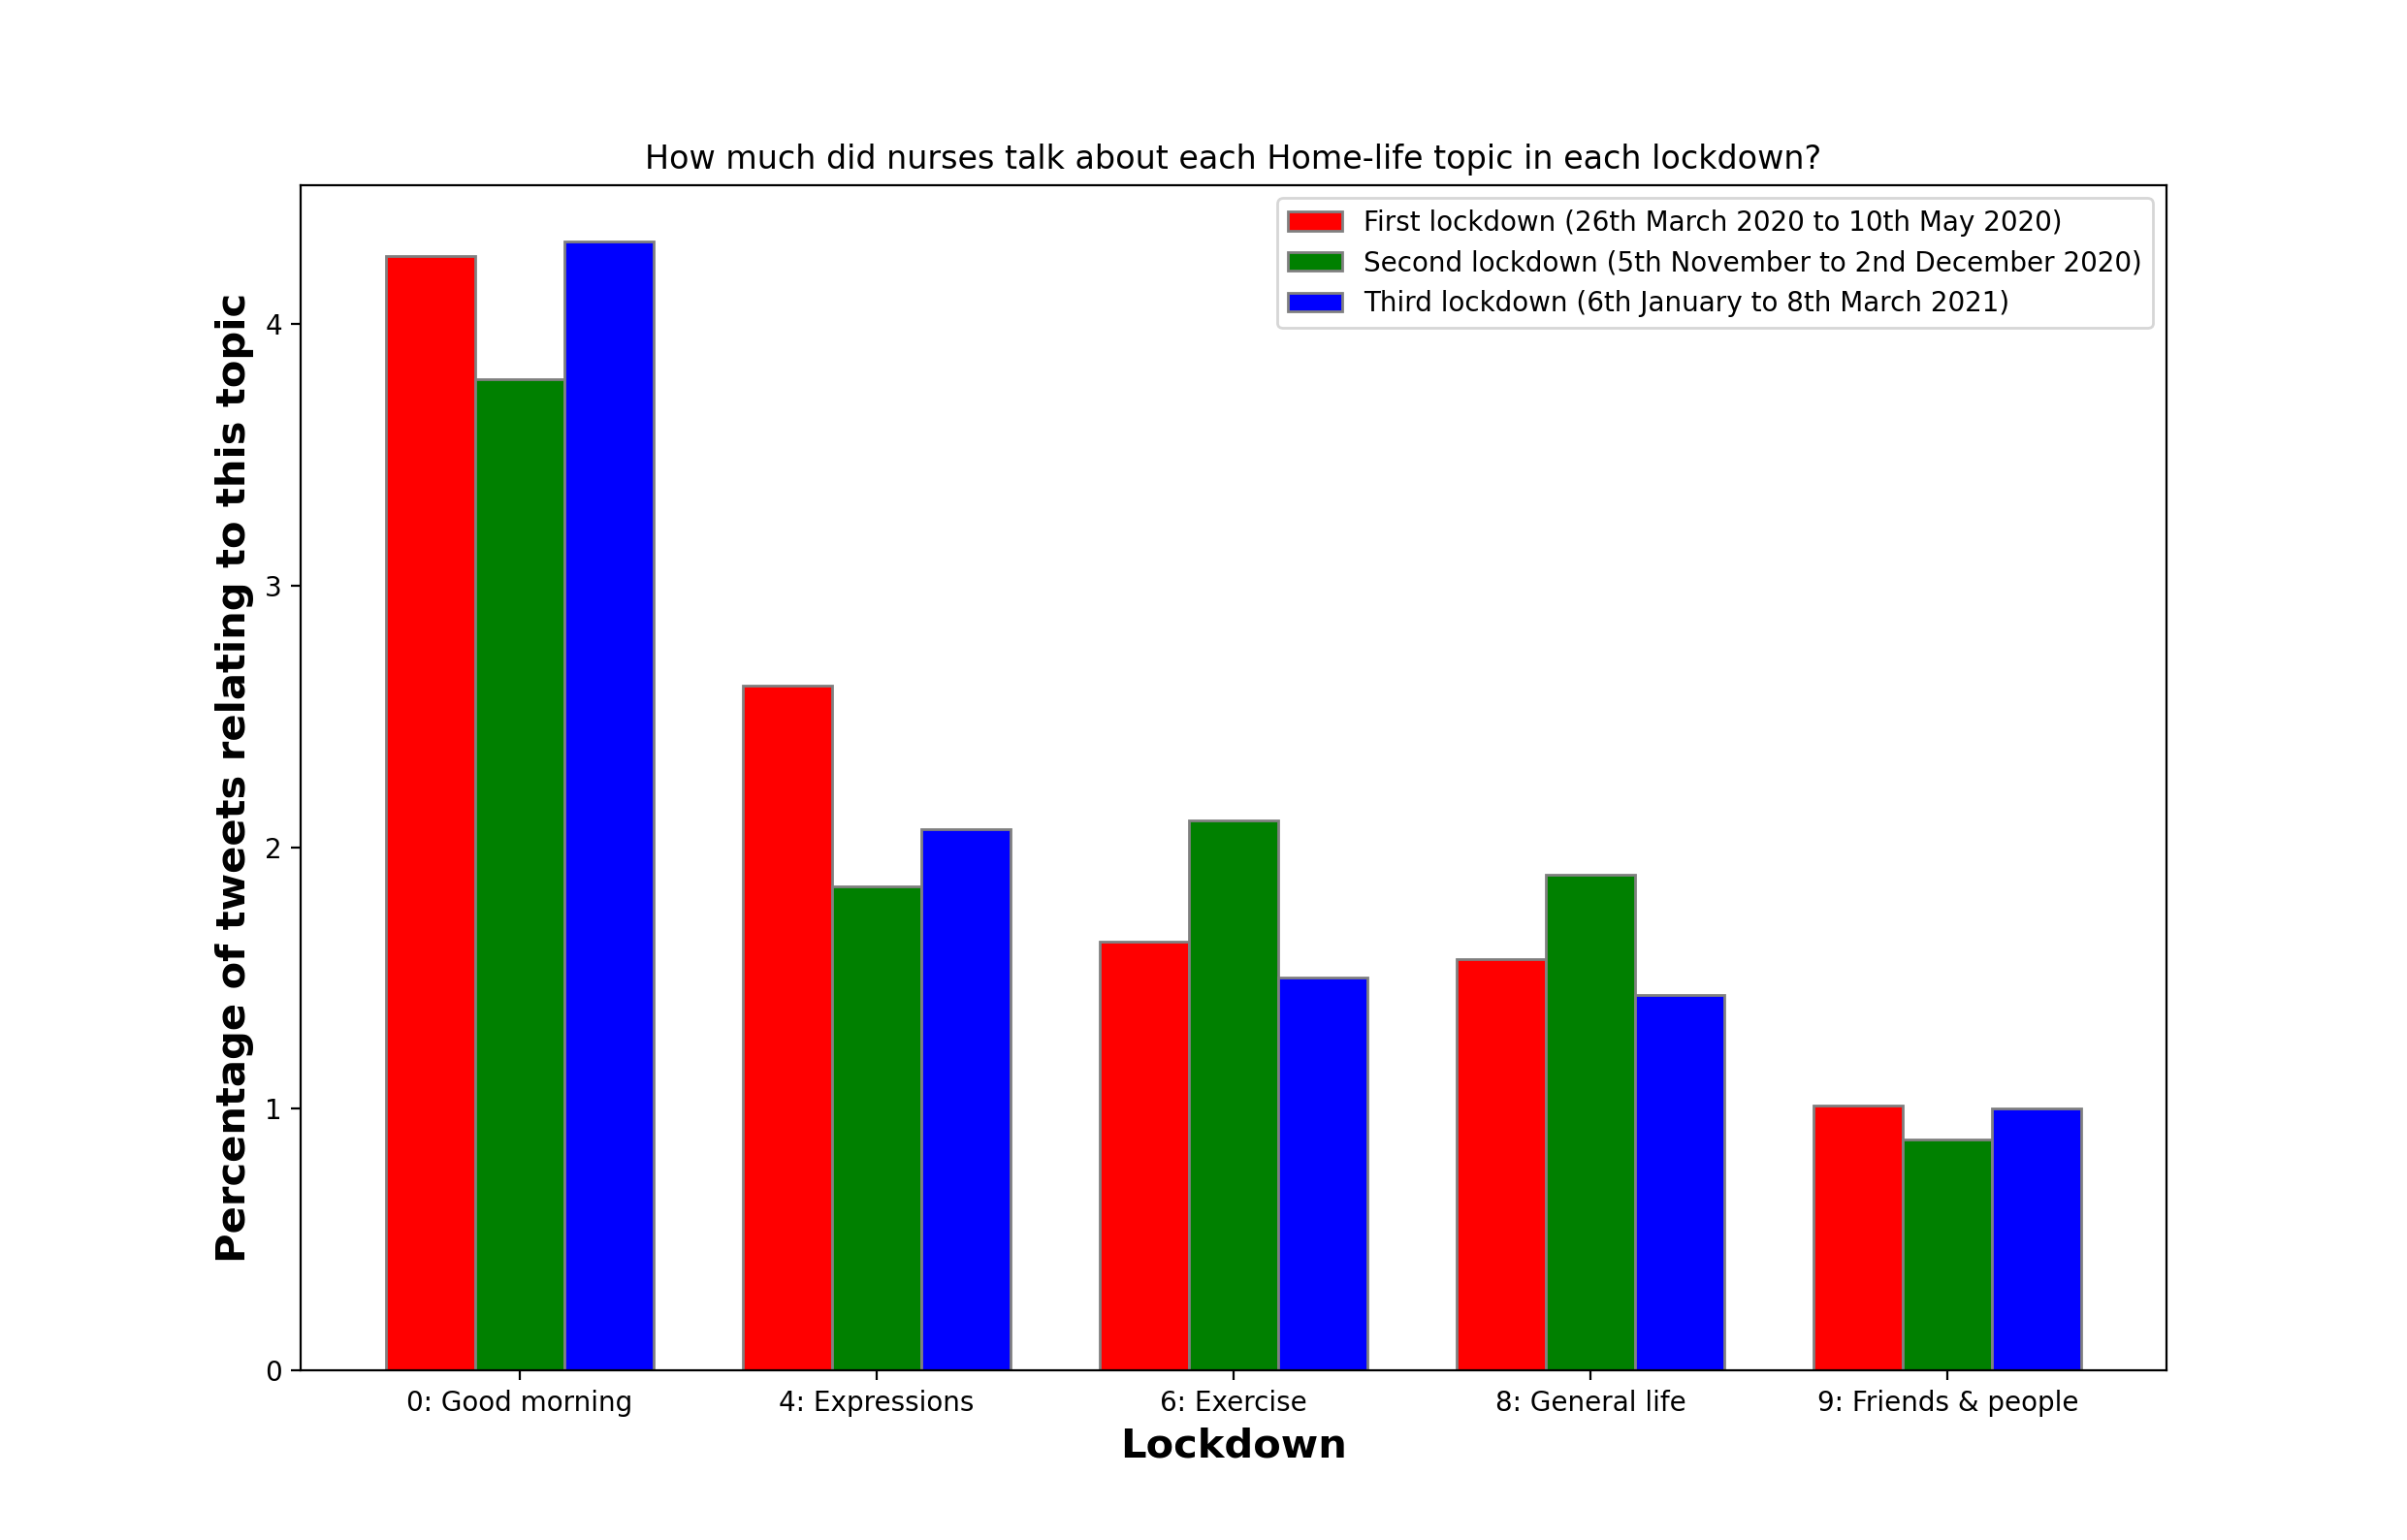 How much did nurses talk about each Home-life topic in each lockdown?
First lockdown (26th March 2020 to 10th May 2020)
Second lockdown (5th November to 2nd December 2020)
Third lockdown (6th January to 8th March 2021)
Percentage of tweets relating to this topic
4
3
2
1
0
0: Good morning
4: Expressions
6: Exercise
8: General life
9: Friends & people
Lockdown